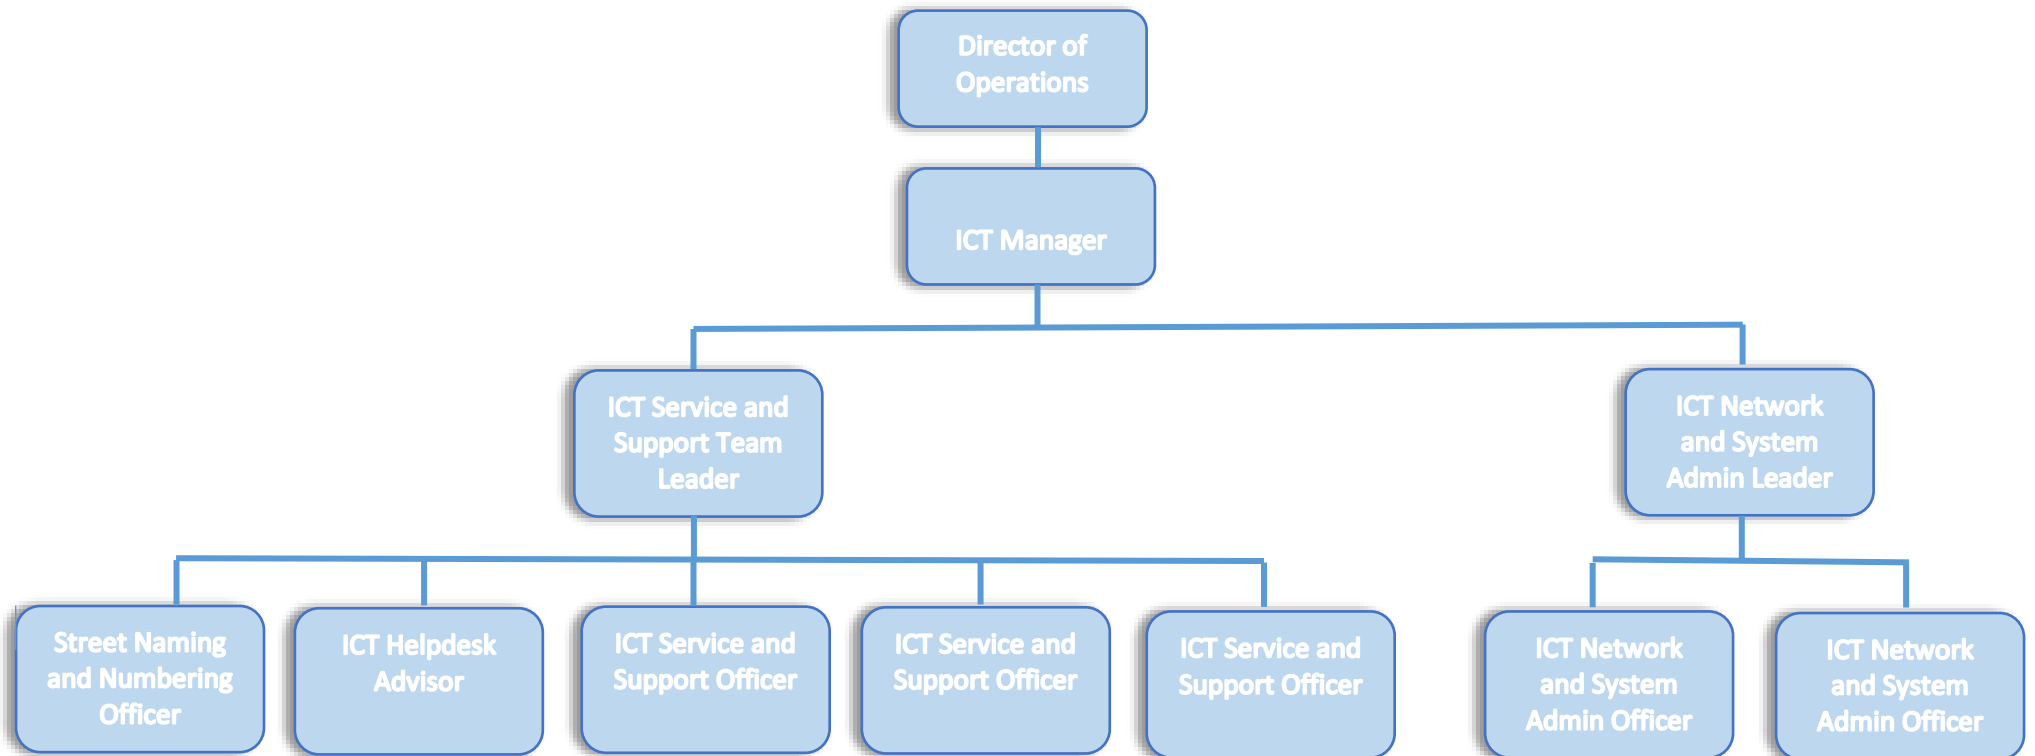 Director of
Operations
ICT Manager
ICT Service and
Support Team
Leader
ICT Network
and System
Admin Leader
Street Naming
and Numbering
Officer
ICT Helpdesk
Advisor
ICT Service and
Support Officer
ICT Service and
Support Officer
ICT Service and
Support Officer
ICT Network
and System
Admin Officer
ICT Network
and System
Admin Officer